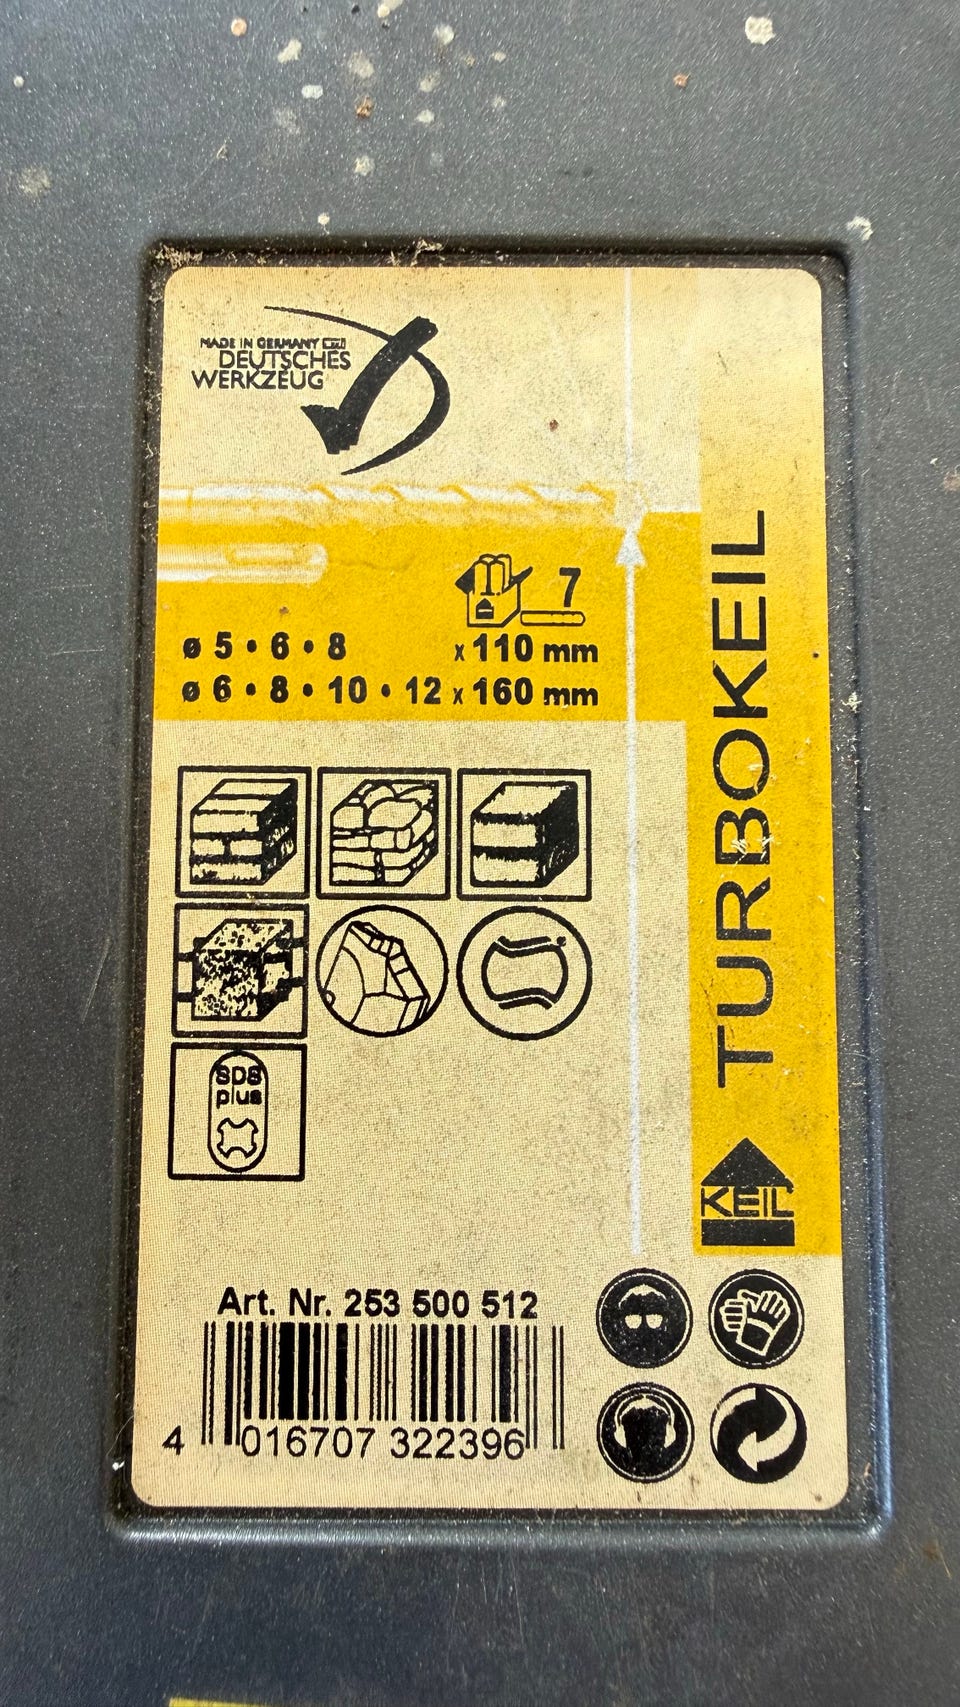 MADE IN GERMANY
DEUTSCHES
WERKZEUG
7
ø 5 • 6 • 8 x 110 mm
ø 6 • 8 • 10 • 12 x 160 mm
TURBOKEIL
KEIL
SDS
plus
Art. Nr. 253 500 512
4 016707 322396